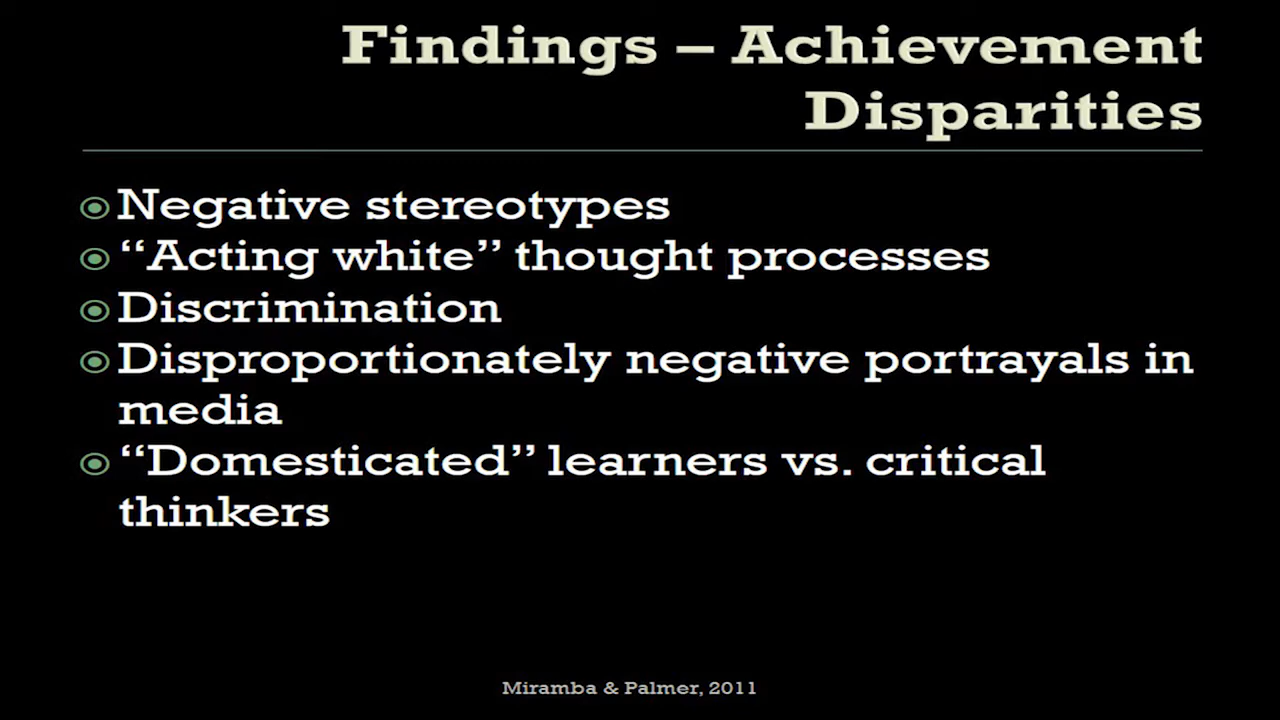 Findings – Achievement
Disparities
Negative stereotypes
“Acting white” thought processes
Discrimination
Disproportionately negative portrayals in
media
“Domesticated” learners vs. critical
thinkers
Miramba & Palmer, 2011